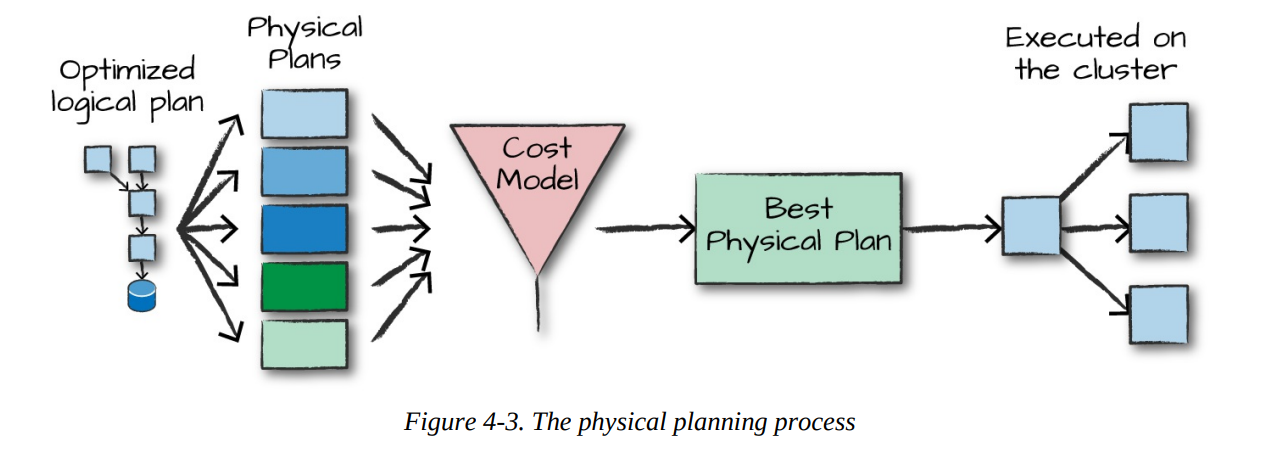 Optimized
logical plan
Physical
Plans
Cost
Model
Best
Physical Plan
Executed on
the cluster
Figure 4-3. The physical planning process